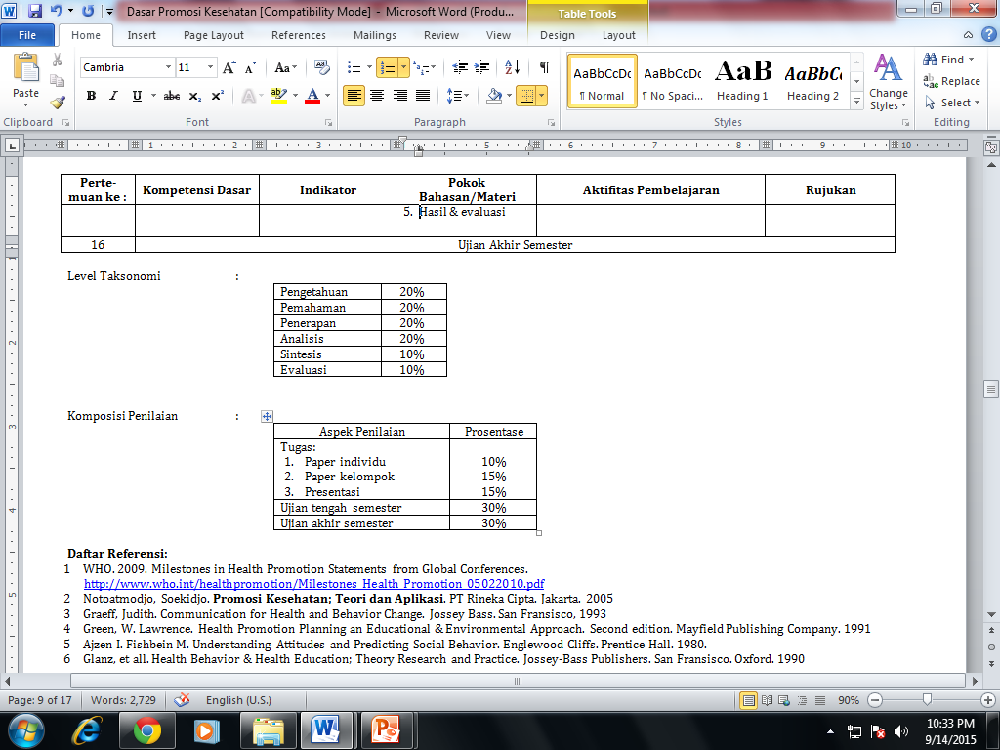 Dasar Promosi Kesehatan [Compatibility Mode] - Microsoft Word (Produ...
Table Tools
File Home Insert Page Layout References Mailings Review View Design Layout
Paste
Cambria 11
AaBbCcDc AaBbCcDc AaB AaBbCc
¶ Normal ¶ No Spaci... Heading 1 Heading 2
Change Styles
Find
Replace
Select
Clipboard Font Paragraph Styles Editing
1 2 3 5 6 7 8 9 10
Perte-muan ke : Kompetensi Dasar Indikator Pokok Bahasan/Materi Aktifitas Pembelajaran Rujukan
5. Hasil & evaluasi
16 Ujian Akhir Semester
Level Taksonomi :
Pengetahuan 20%
Pemahaman 20%
Penerapan 20%
Analisis 20%
Sintesis 10%
Evaluasi 10%
Komposisi Penilaian :
Aspek Penilaian Prosentase
Tugas:
1. Paper individu 10%
2. Paper kelompok 15%
3. Presentasi 15%
Ujian tengah semester 30%
Ujian akhir semester 30%
Daftar Referensi:
1 WHO. 2009. Milestones in Health Promotion Statements from Global Conferences.
http://www.who.int/healthpromotion/Milestones_Health_Promotion_05022010.pdf
2 Notoatmodjo, Soekidjo. Promosi Kesehatan; Teori dan Aplikasi. PT Rineka Cipta. Jakarta. 2005
3 Graeff, Judith. Communication for Health and Behavior Change. Jossey Bass. San Fransisco, 1993
4 Green, W. Lawrence. Health Promotion Planning an Educational & Environmental Approach. Second edition. Mayfield Publishing Company. 1991
5 Ajzen I. Fishbein M. Understanding Attitudes and Predicting Social Behavior. Englewood Cliffs. Prentice Hall. 1980.
6 Glanz, et all. Health Behavior & Health Education; Theory Research and Practice. Jossey-Bass Publishers. San Fransisco. Oxford. 1990
Page: 9 of 17 Words: 2,729 English (U.S.) 90%
10:33 PM
9/14/2015